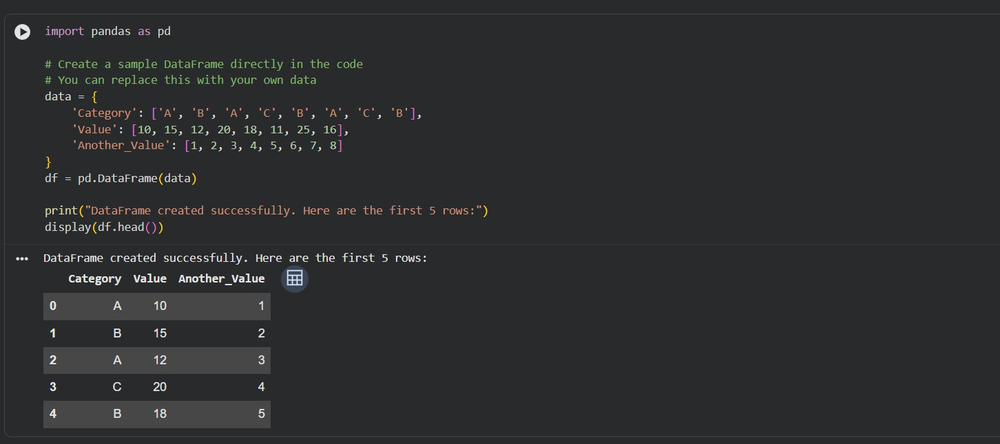 import pandas as pd
# Create a sample DataFrame directly in the code
# You can replace this with your own data
data = {
'Category': ['A', 'B', 'A', 'C', 'B', 'A', 'C', 'B'],
'Value': [10, 15, 12, 20, 18, 11, 25, 16],
'Another_Value': [1, 2, 3, 4, 5, 6, 7, 8]
}
df = pd.DataFrame(data)
print("DataFrame created successfully. Here are the first 5 rows:")
display(df.head())
DataFrame created successfully. Here are the first 5 rows:
Category Value Another_Value
0 A 10 1
1 B 15 2
2 A 12 3
3 C 20 4
4 B 18 5